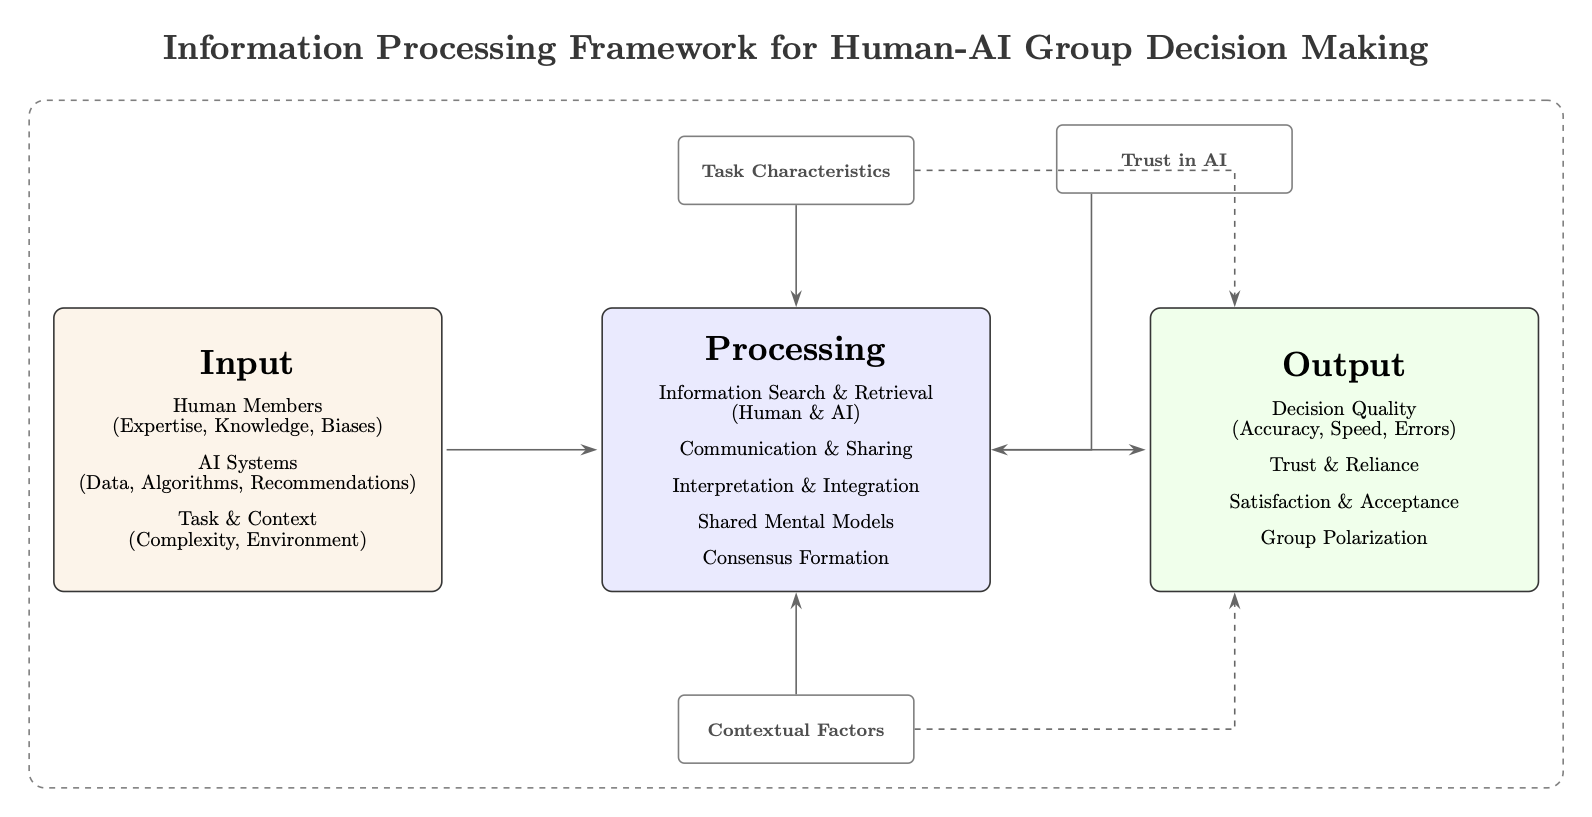 Information Processing Framework for Human-AI Group Decision Making
Task Characteristics
Trust in AI
Input
Human Members
(Expertise, Knowledge, Biases)
AI Systems
(Data, Algorithms, Recommendations)
Task & Context
(Complexity, Environment)
Processing
Information Search & Retrieval
(Human & AI)
Communication & Sharing
Interpretation & Integration
Shared Mental Models
Consensus Formation
Output
Decision Quality
(Accuracy, Speed, Errors)
Trust & Reliance
Satisfaction & Acceptance
Group Polarization
Contextual Factors